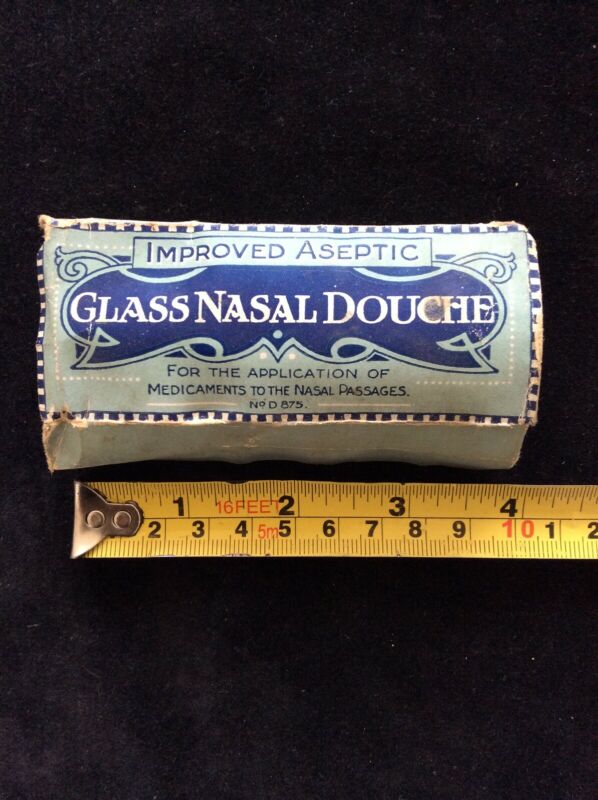 IMPROVED ASEPTIC
GLASS NASAL DOUCHE
FOR THE APPLICATION OF
MEDICAMENTS TO THE NASAL PASSAGES.
No D 875.
1 16FEET 2 3 4
2 3 4 5m 5 6 7 8 9 10 1 2